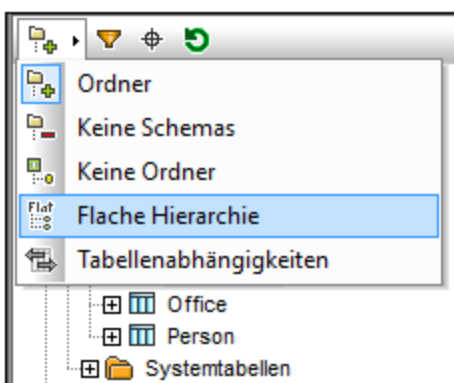 Ordner
Keine Schemas
Keine Ordner
Flat
Flache Hierarchie
Tabellenabhängigkeiten
Office
Person
Systemtabellen